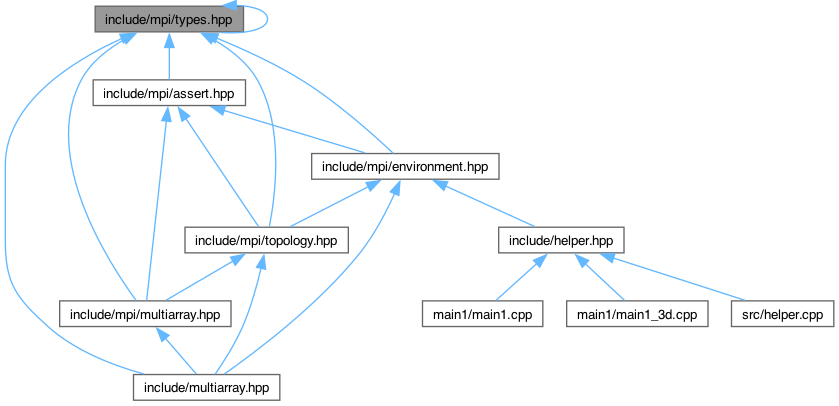 include/mpi/types.hpp
include/mpi/assert.hpp
include/mpi/environment.hpp
include/mpi/topology.hpp
include/helper.hpp
include/mpi/multiarray.hpp
main1/main1.cpp
main1/main1_3d.cpp
src/helper.cpp
include/multiarray.hpp